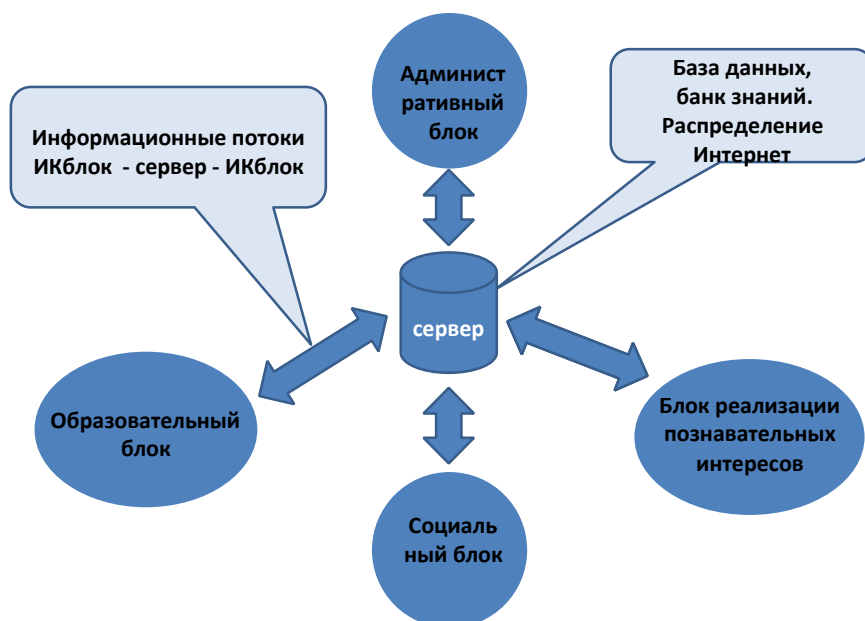 Админист
ративный
блок
База данных,
банк знаний.
Распределение
Интернет
Информационные потоки
ИКблок - сервер - ИКблок
сервер
Образовательный
блок
Блок реализации
познавательных
интересов
Социаль
ный блок